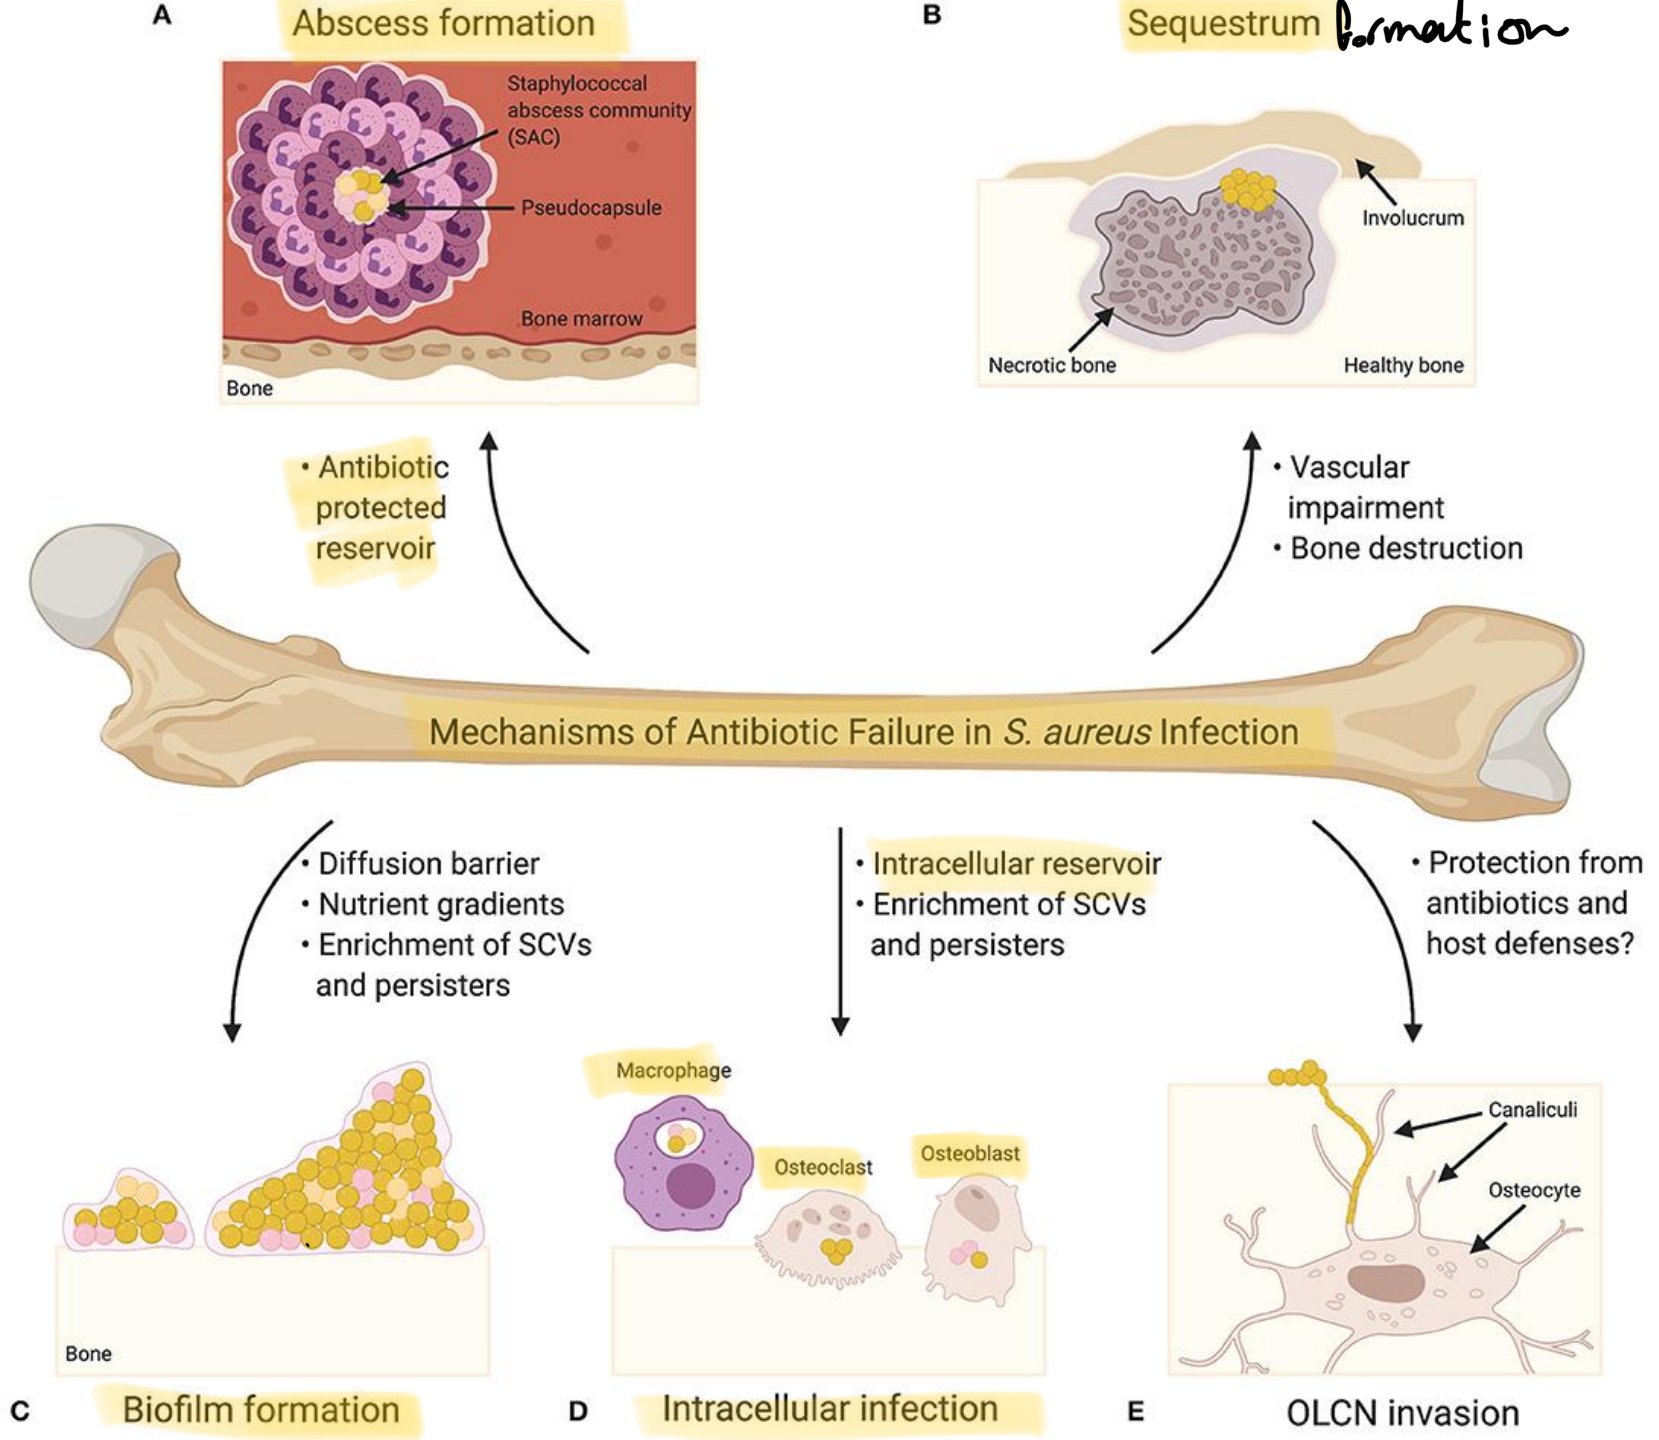 A
Abscess formation
Staphylococcal
abscess community
(SAC)
Pseudocapsule
Bone marrow
Bone
B
Sequestrum formation
Involucrum
Necrotic bone
Healthy bone
• Antibiotic
protected
reservoir
• Vascular
impairment
• Bone destruction
Mechanisms of Antibiotic Failure in S. aureus Infection
• Diffusion barrier
• Nutrient gradients
• Enrichment of SCVs
and persisters
• Intracellular reservoir
• Enrichment of SCVs
and persisters
• Protection from
antibiotics and
host defenses?
Bone
C
Biofilm formation
Macrophage
Osteoclast
Osteoblast
D
Intracellular infection
Canaliculi
Osteocyte
E
OLCN invasion